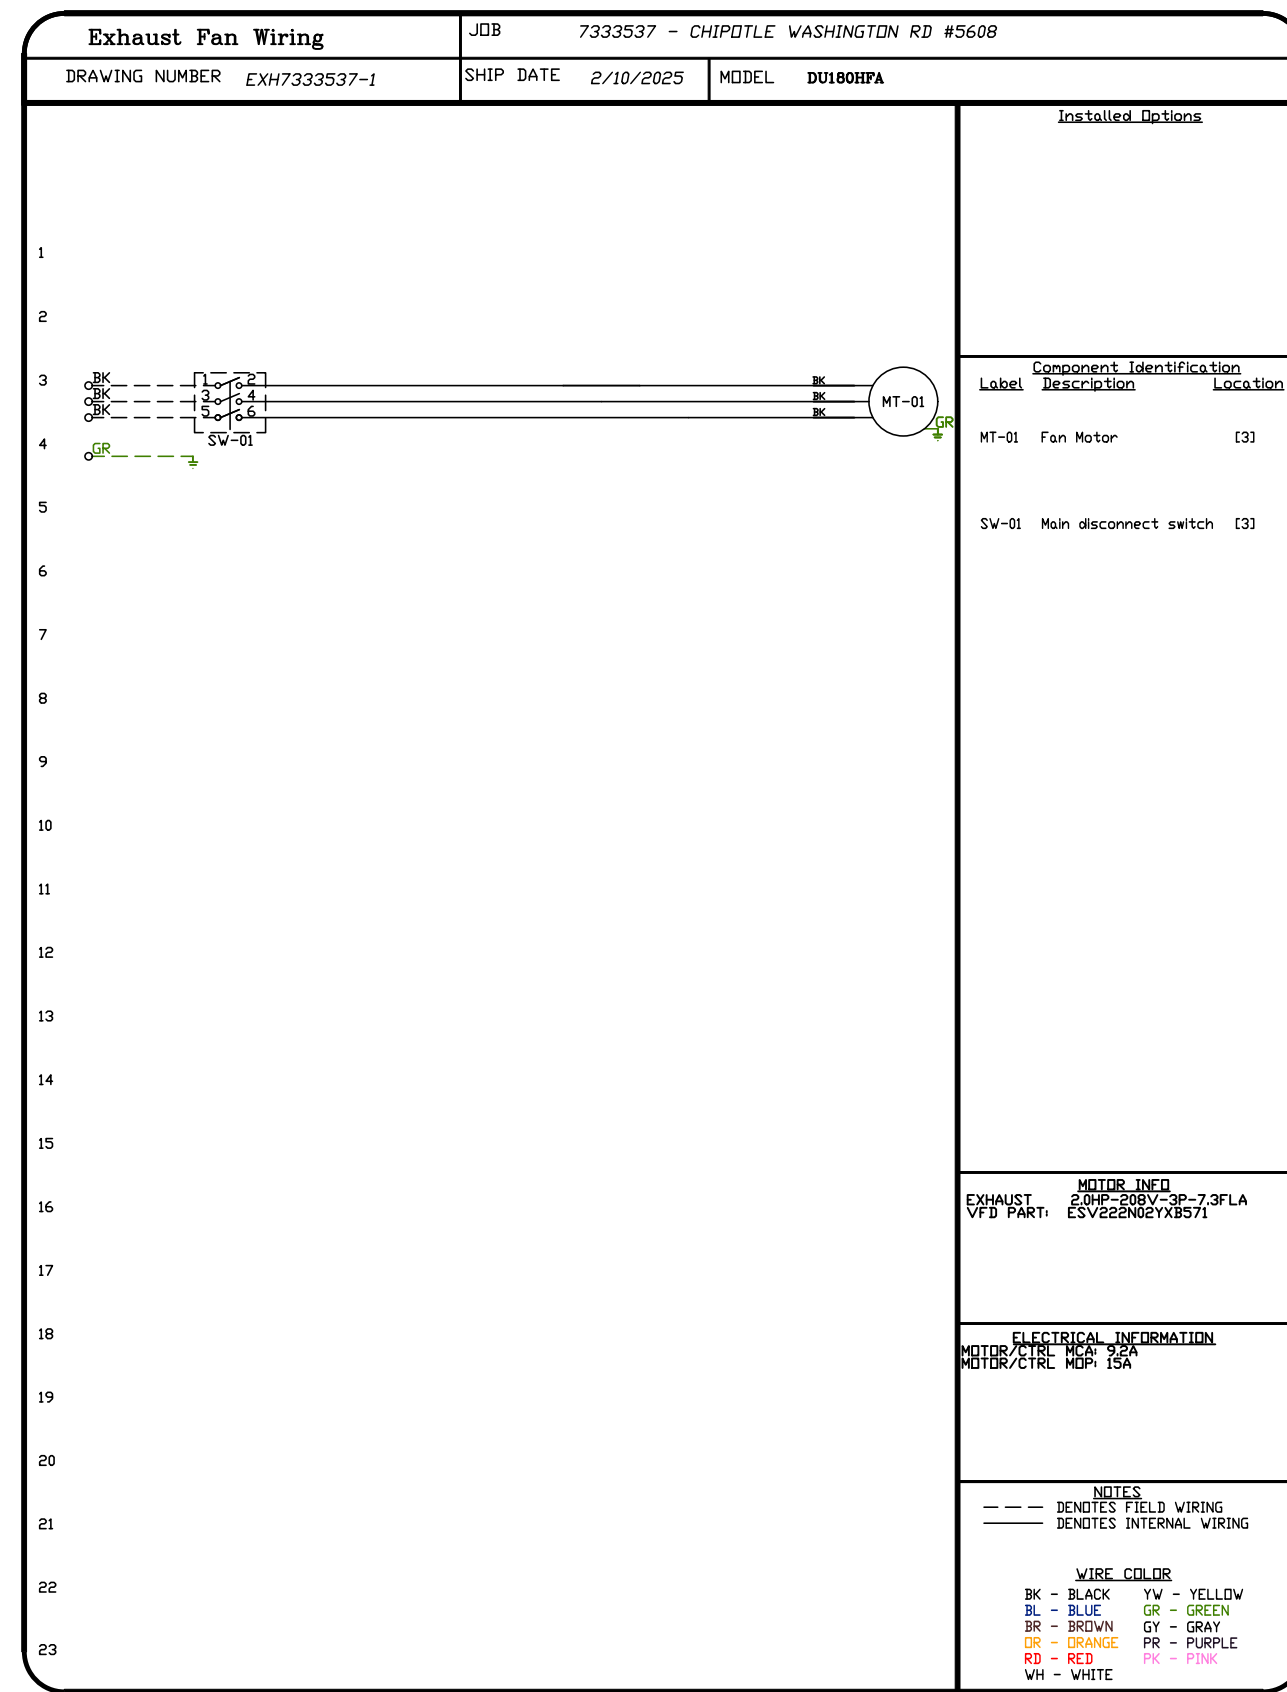 Exhaust Fan Wiring
JOB 7333537 - CHIPOTLE WASHINGTON RD #5608
DRAWING NUMBER EXH7333537-1
SHIP DATE 2/10/2025
MODEL DU180HFA
Installed Options
1
2
3
BK 1 2 BK
BK 3 4 BK
BK 5 6 BK
MT-01
GR
SW-01
4
GR
5
6
7
8
9
10
11
12
13
14
15
16
17
18
19
20
21
22
23
Component Identification
Label Description Location
MT-01 Fan Motor [3]
SW-01 Main disconnect switch [3]
MOTOR INFO
EXHAUST 2.0HP-208V-3P-7.3FLA
VFD PART: ESV222N02YXB571
ELECTRICAL INFORMATION
MOTOR/CTRL MCA: 9.2A
MOTOR/CTRL MOP: 15A
NOTES
DENOTES FIELD WIRING
DENOTES INTERNAL WIRING
WIRE COLOR
BK - BLACK YW - YELLOW
BL - BLUE GR - GREEN
BR - BROWN GY - GRAY
OR - ORANGE PR - PURPLE
RD - RED PK - PINK
WH - WHITE